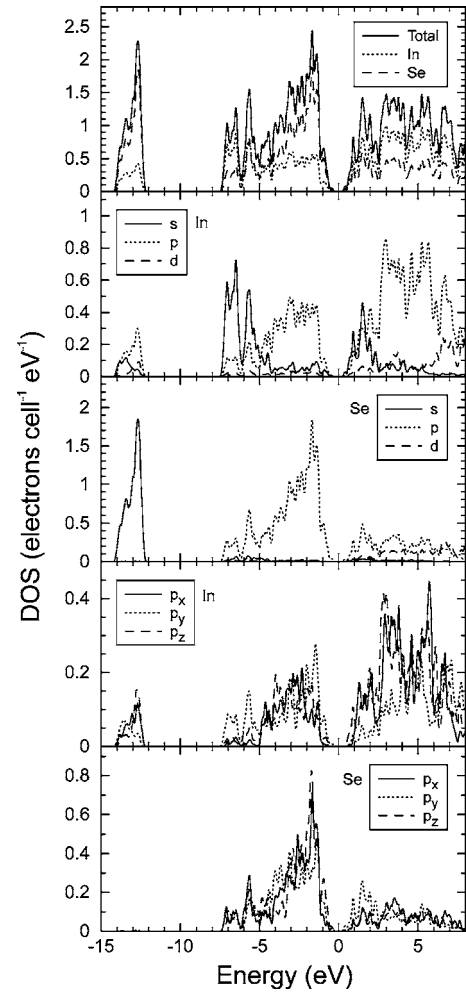 2.5
2
1.5
1
0.5
0
Total
In
Se
1
0.8
0.6
0.4
0.2
0
s In
p
d
2
1.5
1
0.5
0
Se s
p
d
0.4
0.2
0
px In
py
pz
0.8
0.6
0.4
0.2
0
Se px
py
pz
-15 -10 -5 0 5
Energy (eV)
DOS (electrons cell⁻¹ eV⁻¹)